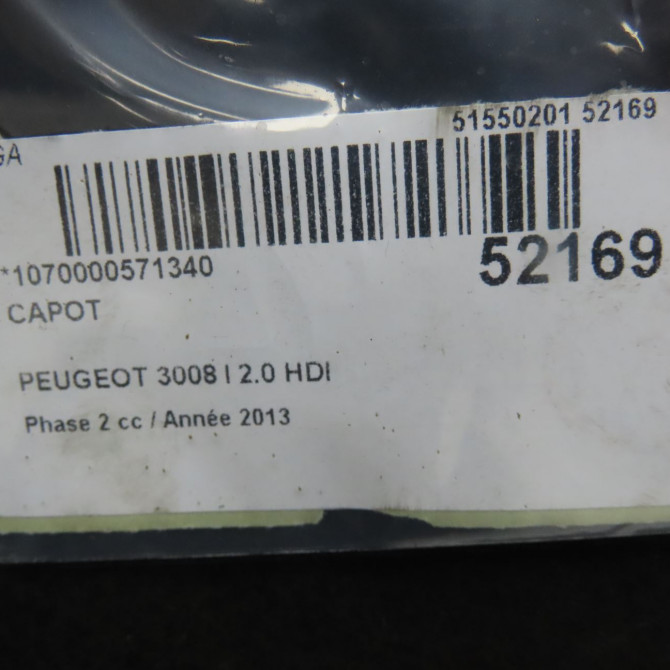 51550201 52169
GA
*1070000571340
52169
CAPOT
PEUGEOT 3008 I 2.0 HDI
Phase 2 cc / Année 2013